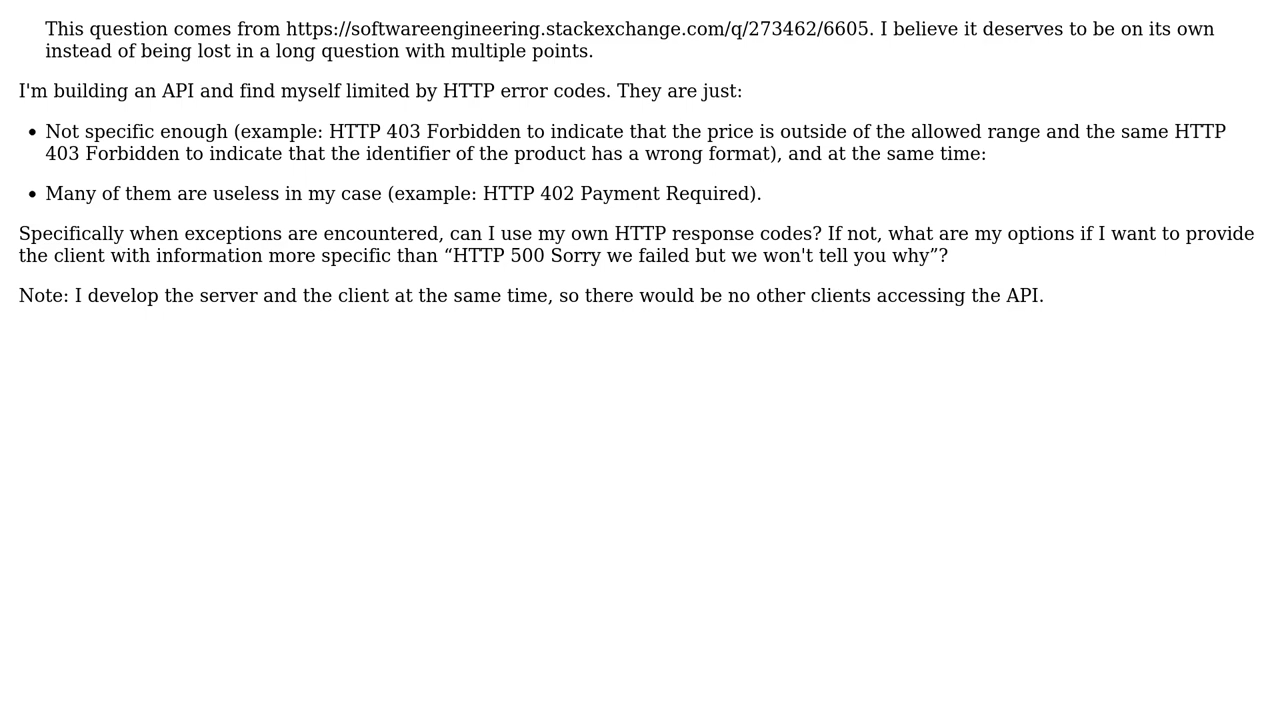 This question comes from https://softwareengineering.stackexchange.com/q/273462/6605. I believe it deserves to be on its own
instead of being lost in a long question with multiple points.
I'm building an API and find myself limited by HTTP error codes. They are just:
• Not specific enough (example: HTTP 403 Forbidden to indicate that the price is outside of the allowed range and the same HTTP
403 Forbidden to indicate that the identifier of the product has a wrong format), and at the same time:
• Many of them are useless in my case (example: HTTP 402 Payment Required).
Specifically when exceptions are encountered, can I use my own HTTP response codes? If not, what are my options if I want to provide
the client with information more specific than “HTTP 500 Sorry we failed but we won't tell you why”?
Note: I develop the server and the client at the same time, so there would be no other clients accessing the API.